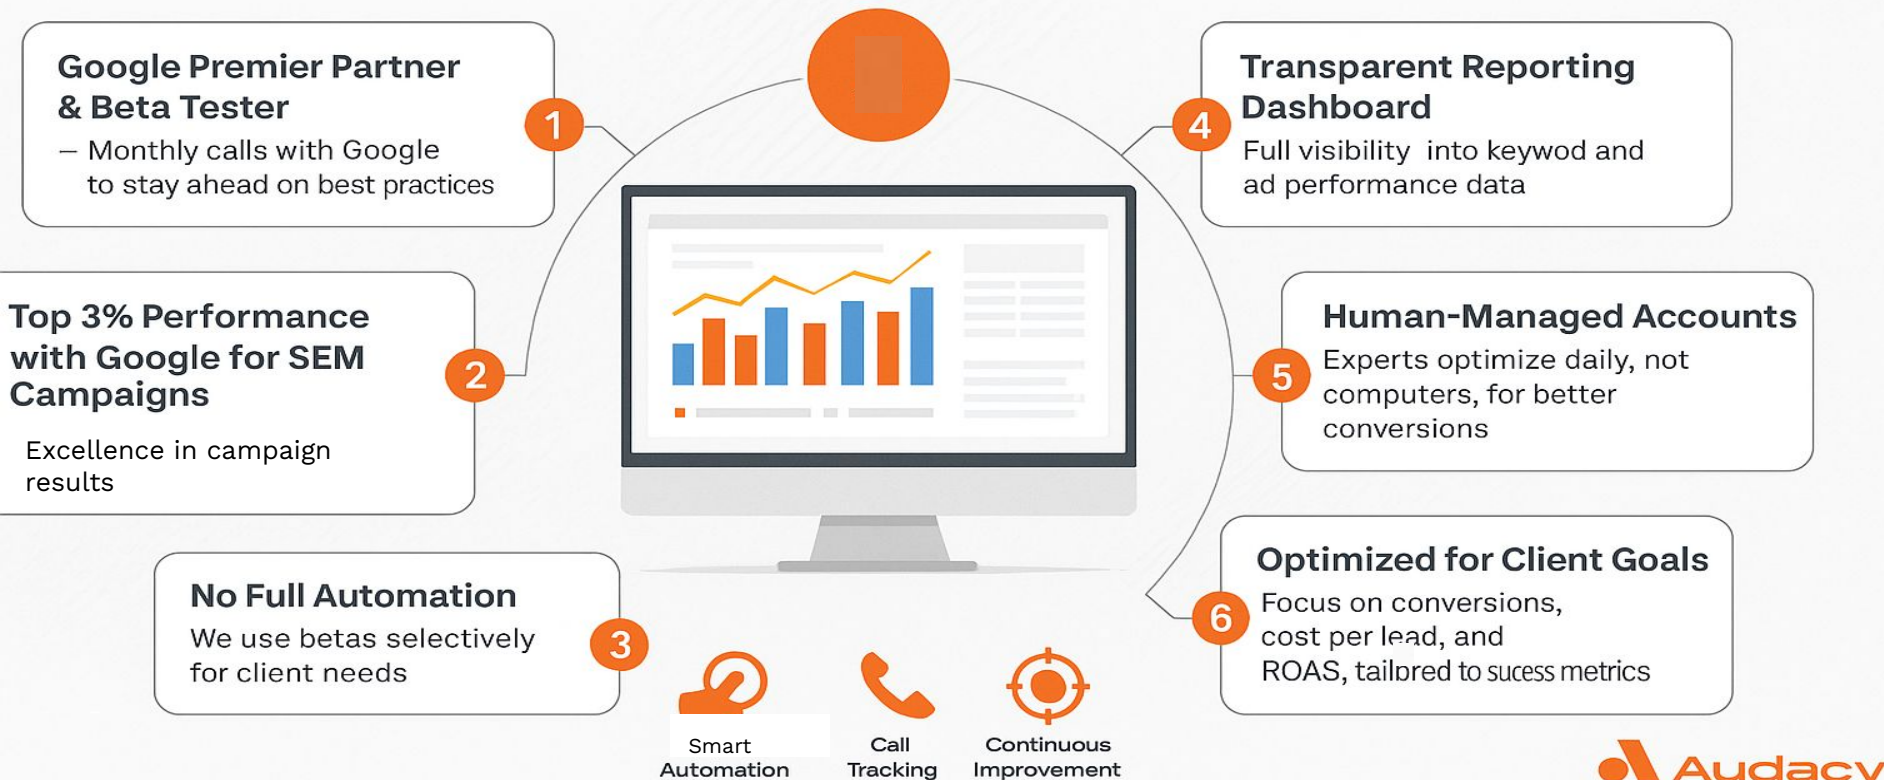 Google Premier Partner
& Beta Tester
– Monthly calls with Google
to stay ahead on best practices
1
Top 3% Performance
with Google for SEM
Campaigns
Excellence in campaign
results
2
No Full Automation
We use betas selectively
for client needs
3
4
Transparent Reporting
Dashboard
Full visibility into keywod and
ad performance data
5
Human-Managed Accounts
Experts optimize daily, not
computers, for better
conversions
6
Optimized for Client Goals
Focus on conversions,
cost per lead, and
ROAS, tailbred to sucess metrics
Smart
Automation
Call
Tracking
Continuous
Improvement
Audacy